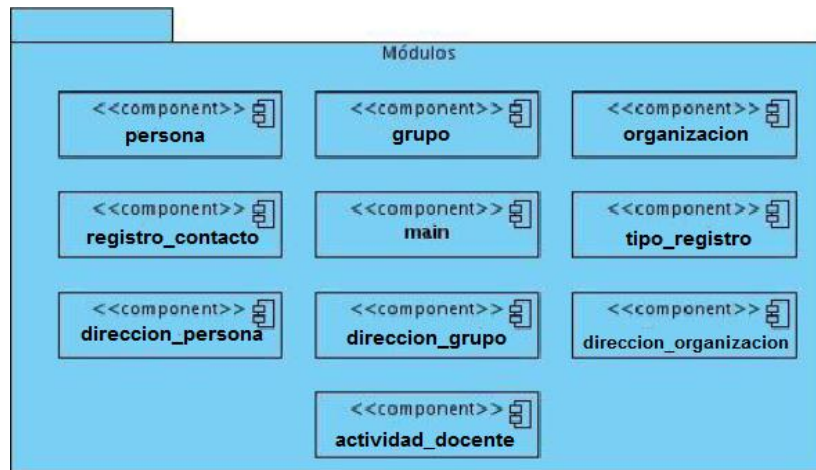 Módulos
<<component>>
persona
<<component>>
grupo
<<component>>
organizacion
<<component>>
registro_contacto
<<component>>
main
<<component>>
tipo_registro
<<component>>
direccion_persona
<<component>>
direccion_grupo
<<component>>
direccion_organizacion
<<component>>
actividad_docente